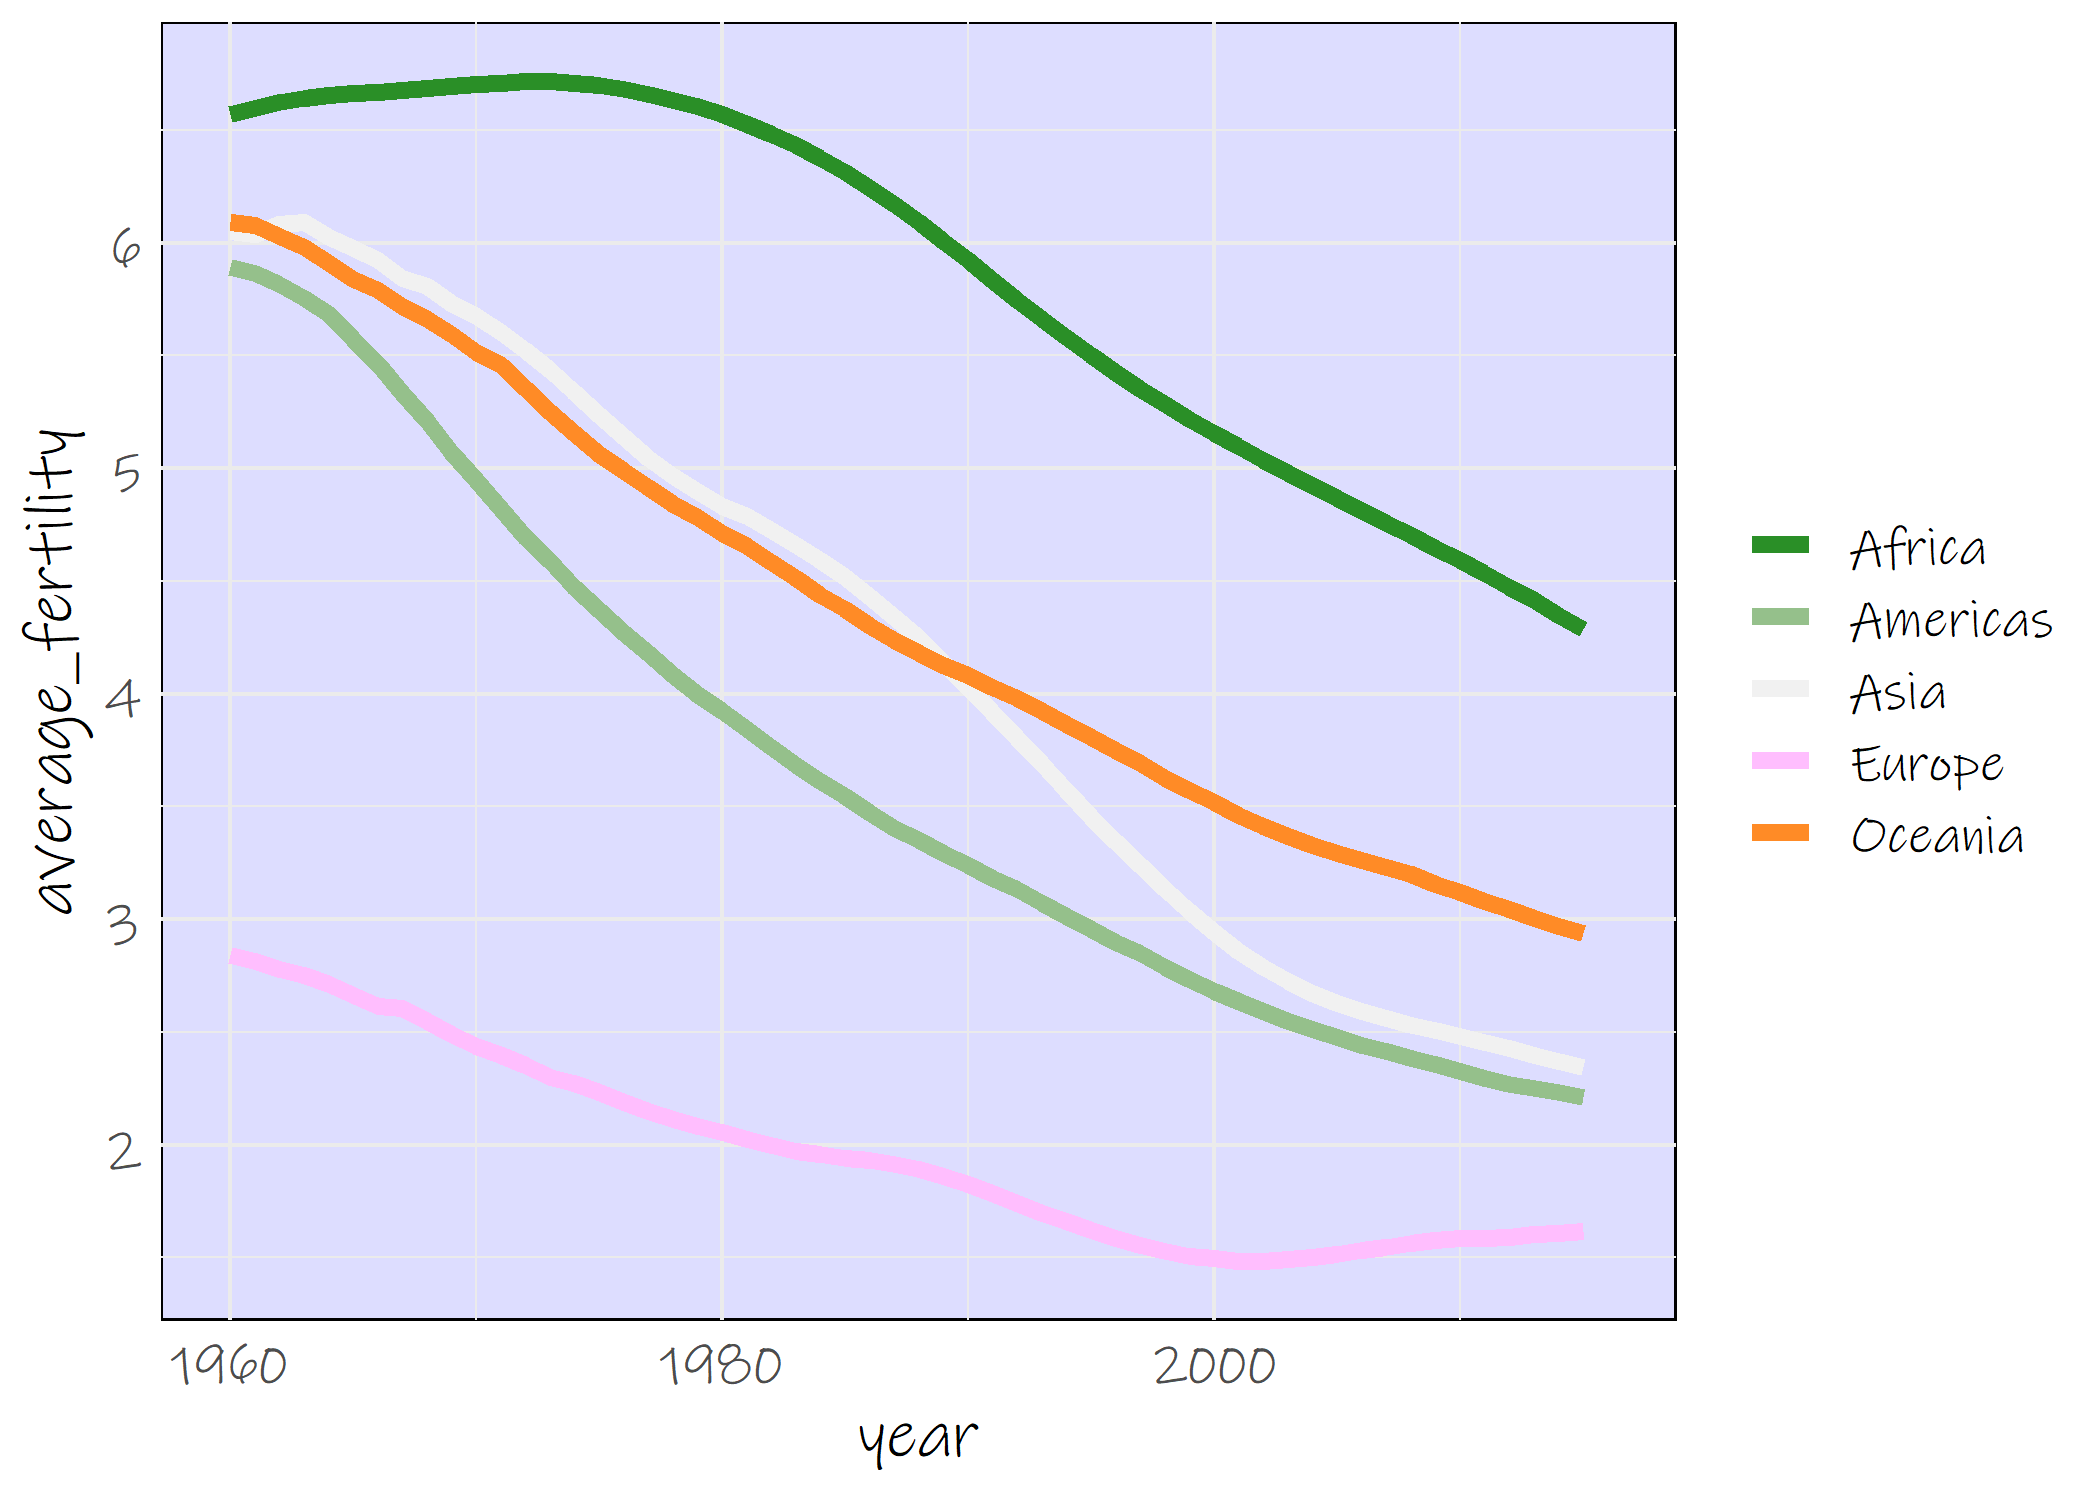 average_fertility
6
5
4
3
2
1960 1980 2000
year
Africa
Americas
Asia
Europe
Oceania